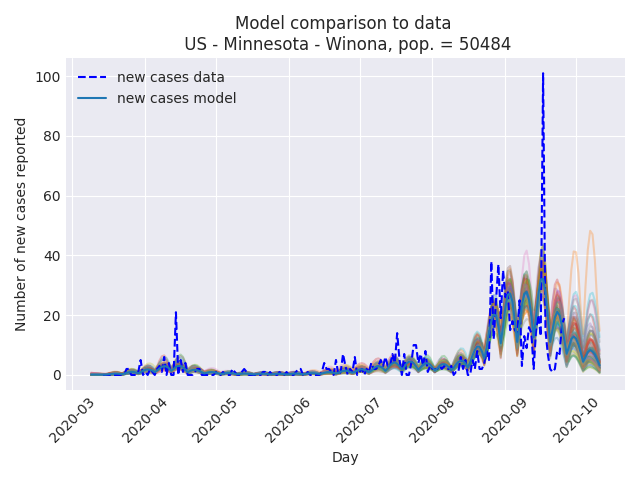 Model comparison to data
US - Minnesota - Winona, pop. = 50484
new cases data
new cases model
Number of new cases reported
100
80
60
40
20
0
2020-03
2020-04
2020-05
2020-06
2020-07
2020-08
2020-09
2020-10
Day